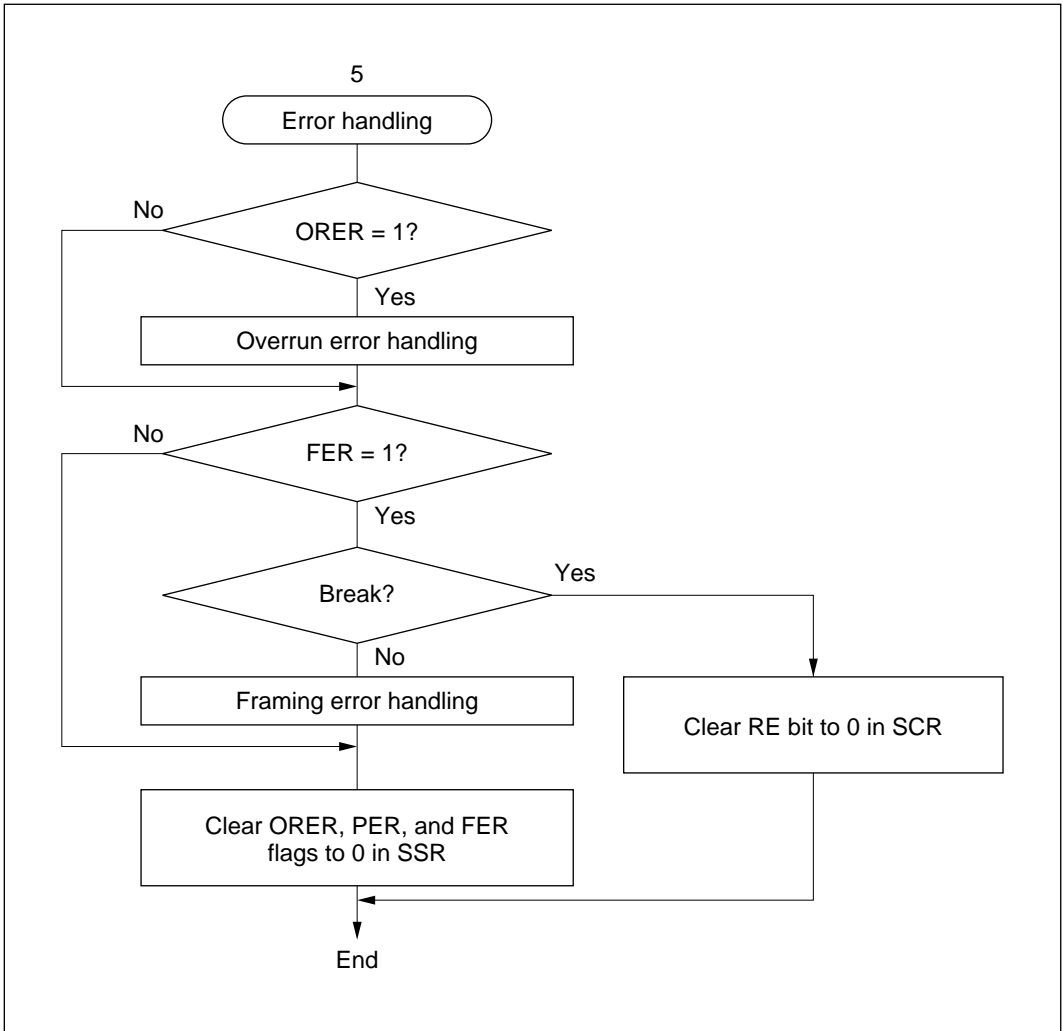 5
Error handling
No
ORER = 1?
Yes
Overrun error handling
No
FER = 1?
Yes
Break?
Yes
No
Framing error handling
Clear RE bit to 0 in SCR
Clear ORER, PER, and FER
flags to 0 in SSR
End